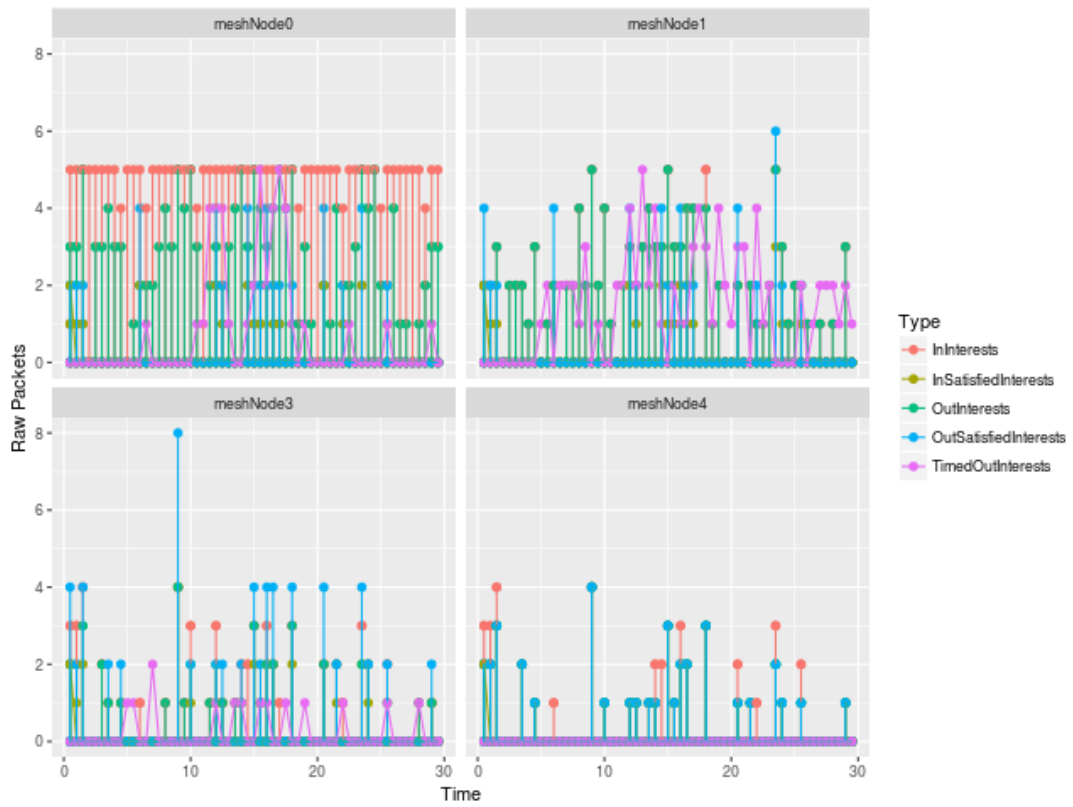 meshNode0
meshNode1
8
6
4
2
0
meshNode3
meshNode4
8
6
4
2
0
0
10
20
30
0
10
20
30
Time
Raw Packets
Type
InInterests
InSatisfiedInterests
OutInterests
OutSatisfiedInterests
TimedOutInterests